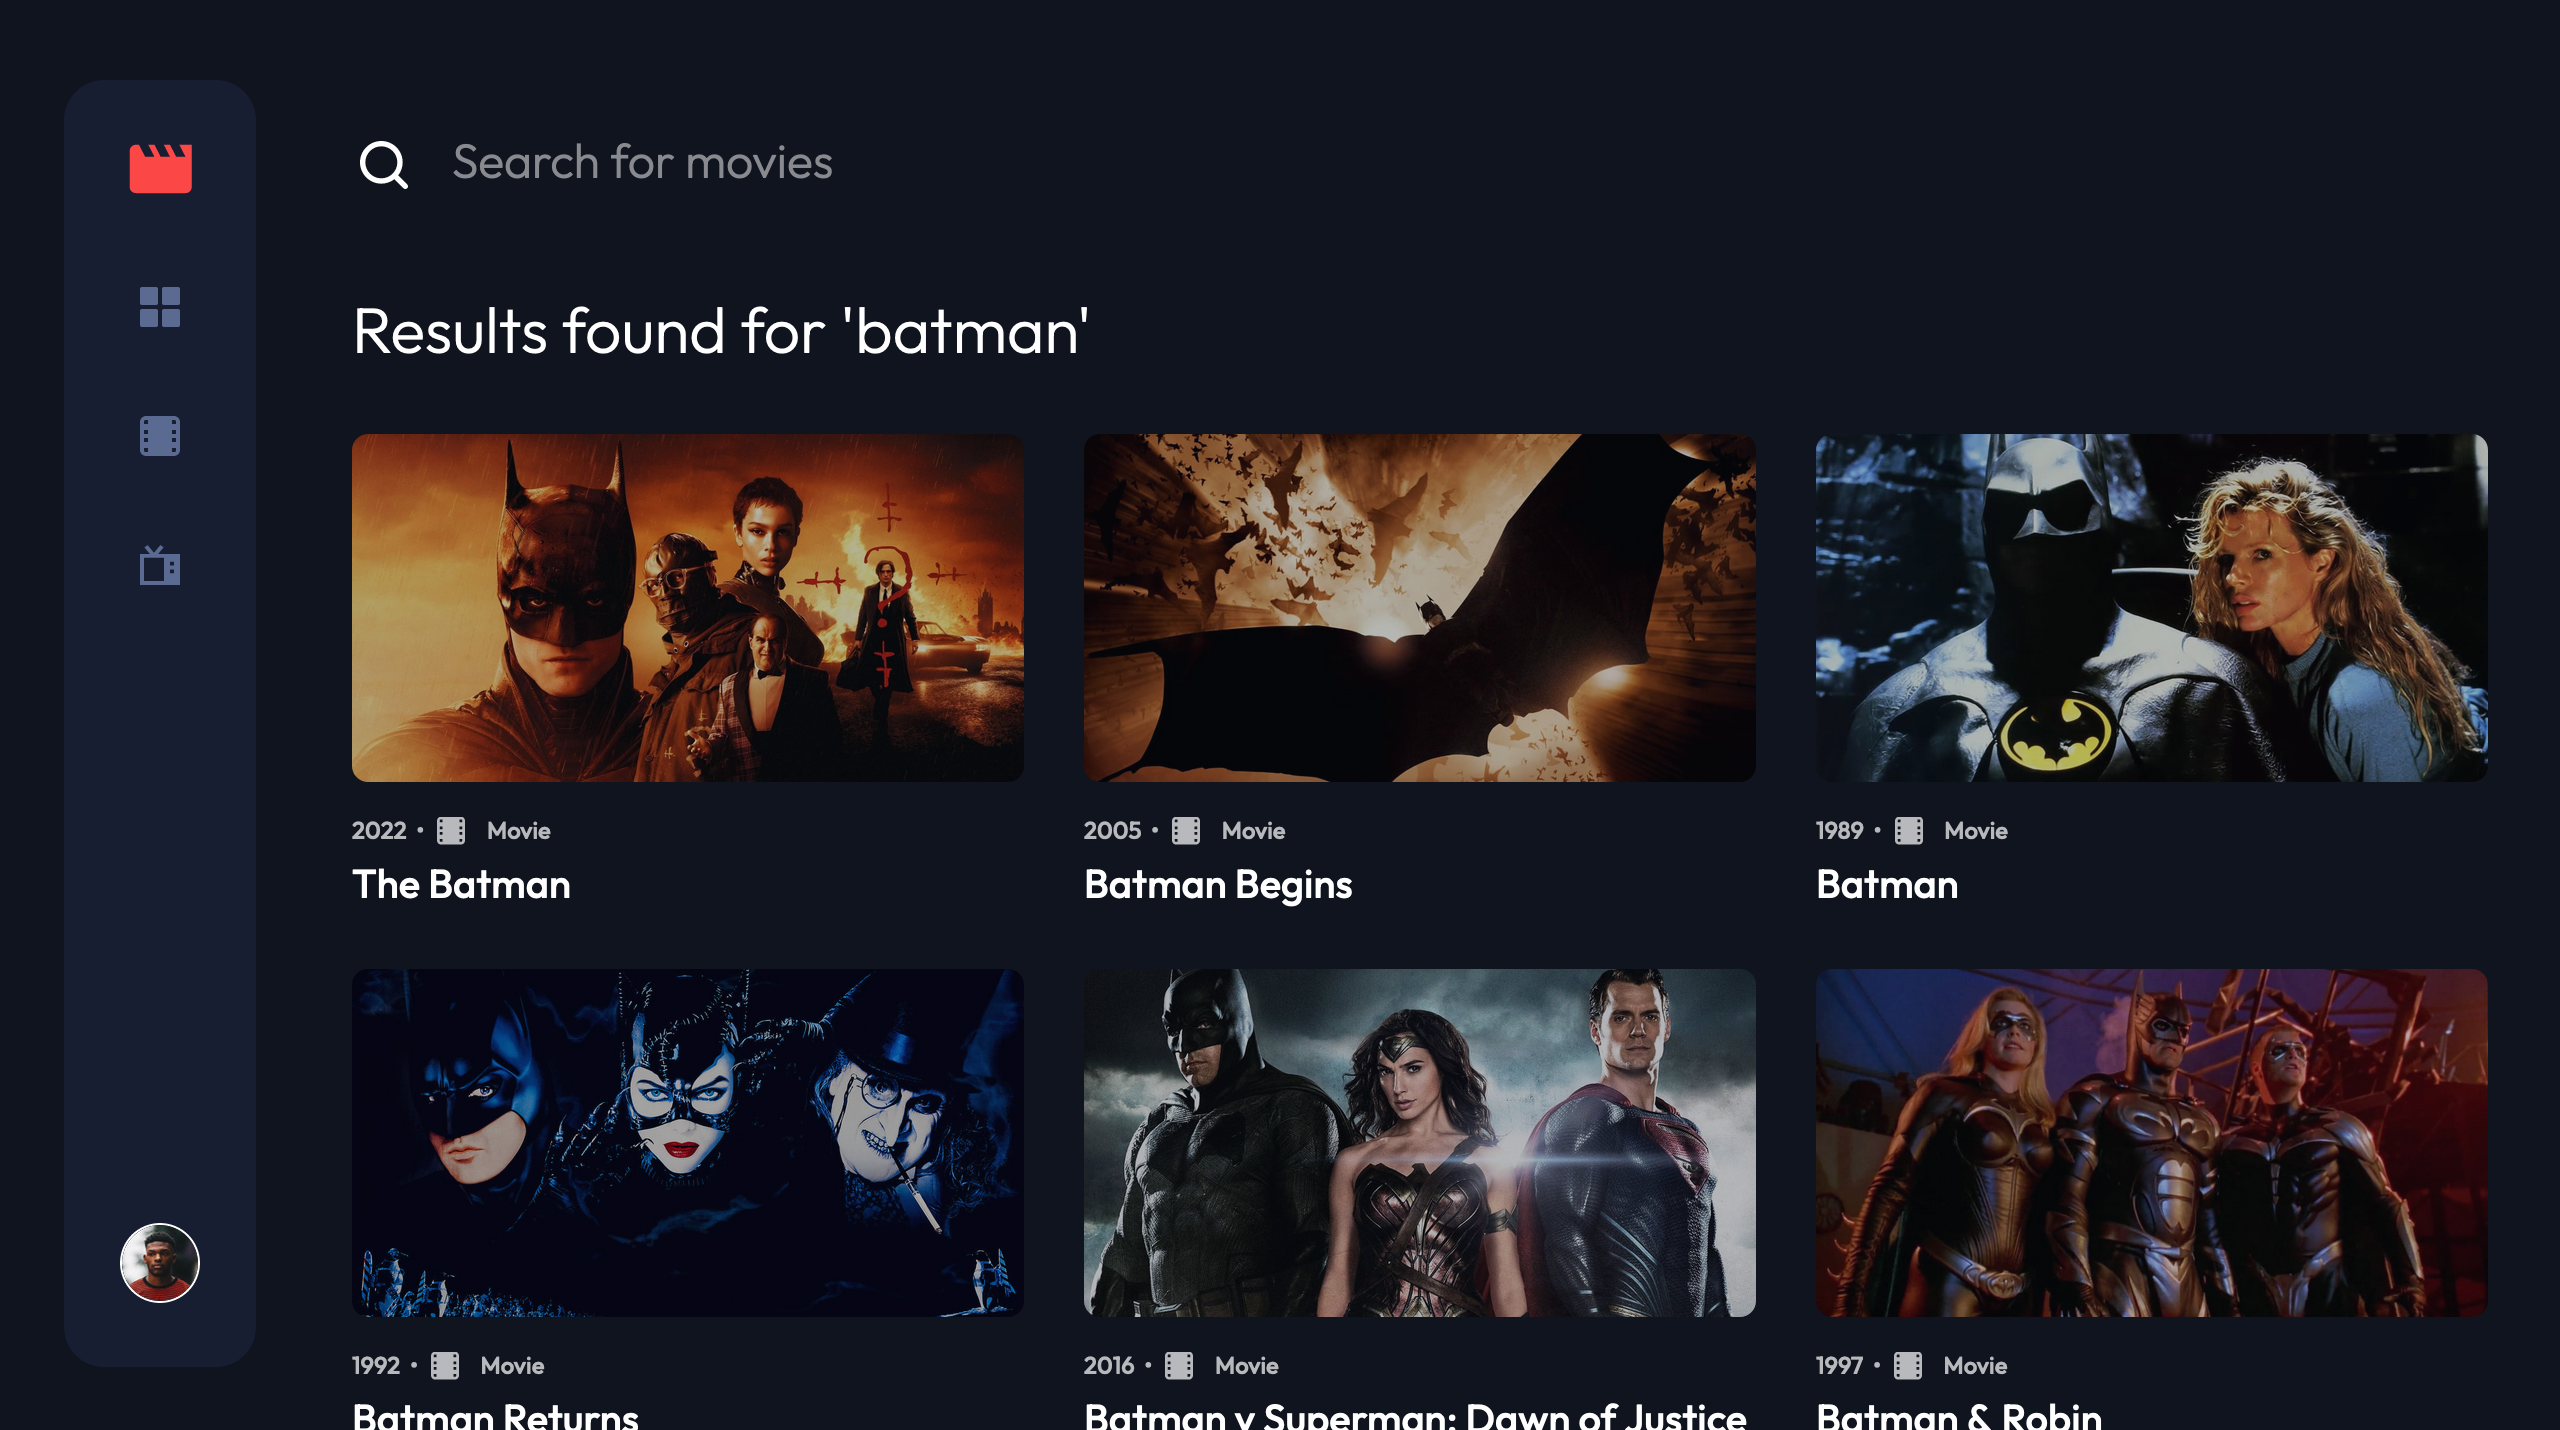 Search for movies
Results found for 'batman'
2022 • Movie
The Batman
2005 • Movie
Batman Begins
1989 • Movie
Batman
1992 • Movie
Batman Returns
2016 • Movie
Batman v Superman: Dawn of Justice
1997 • Movie
Batman & Robin